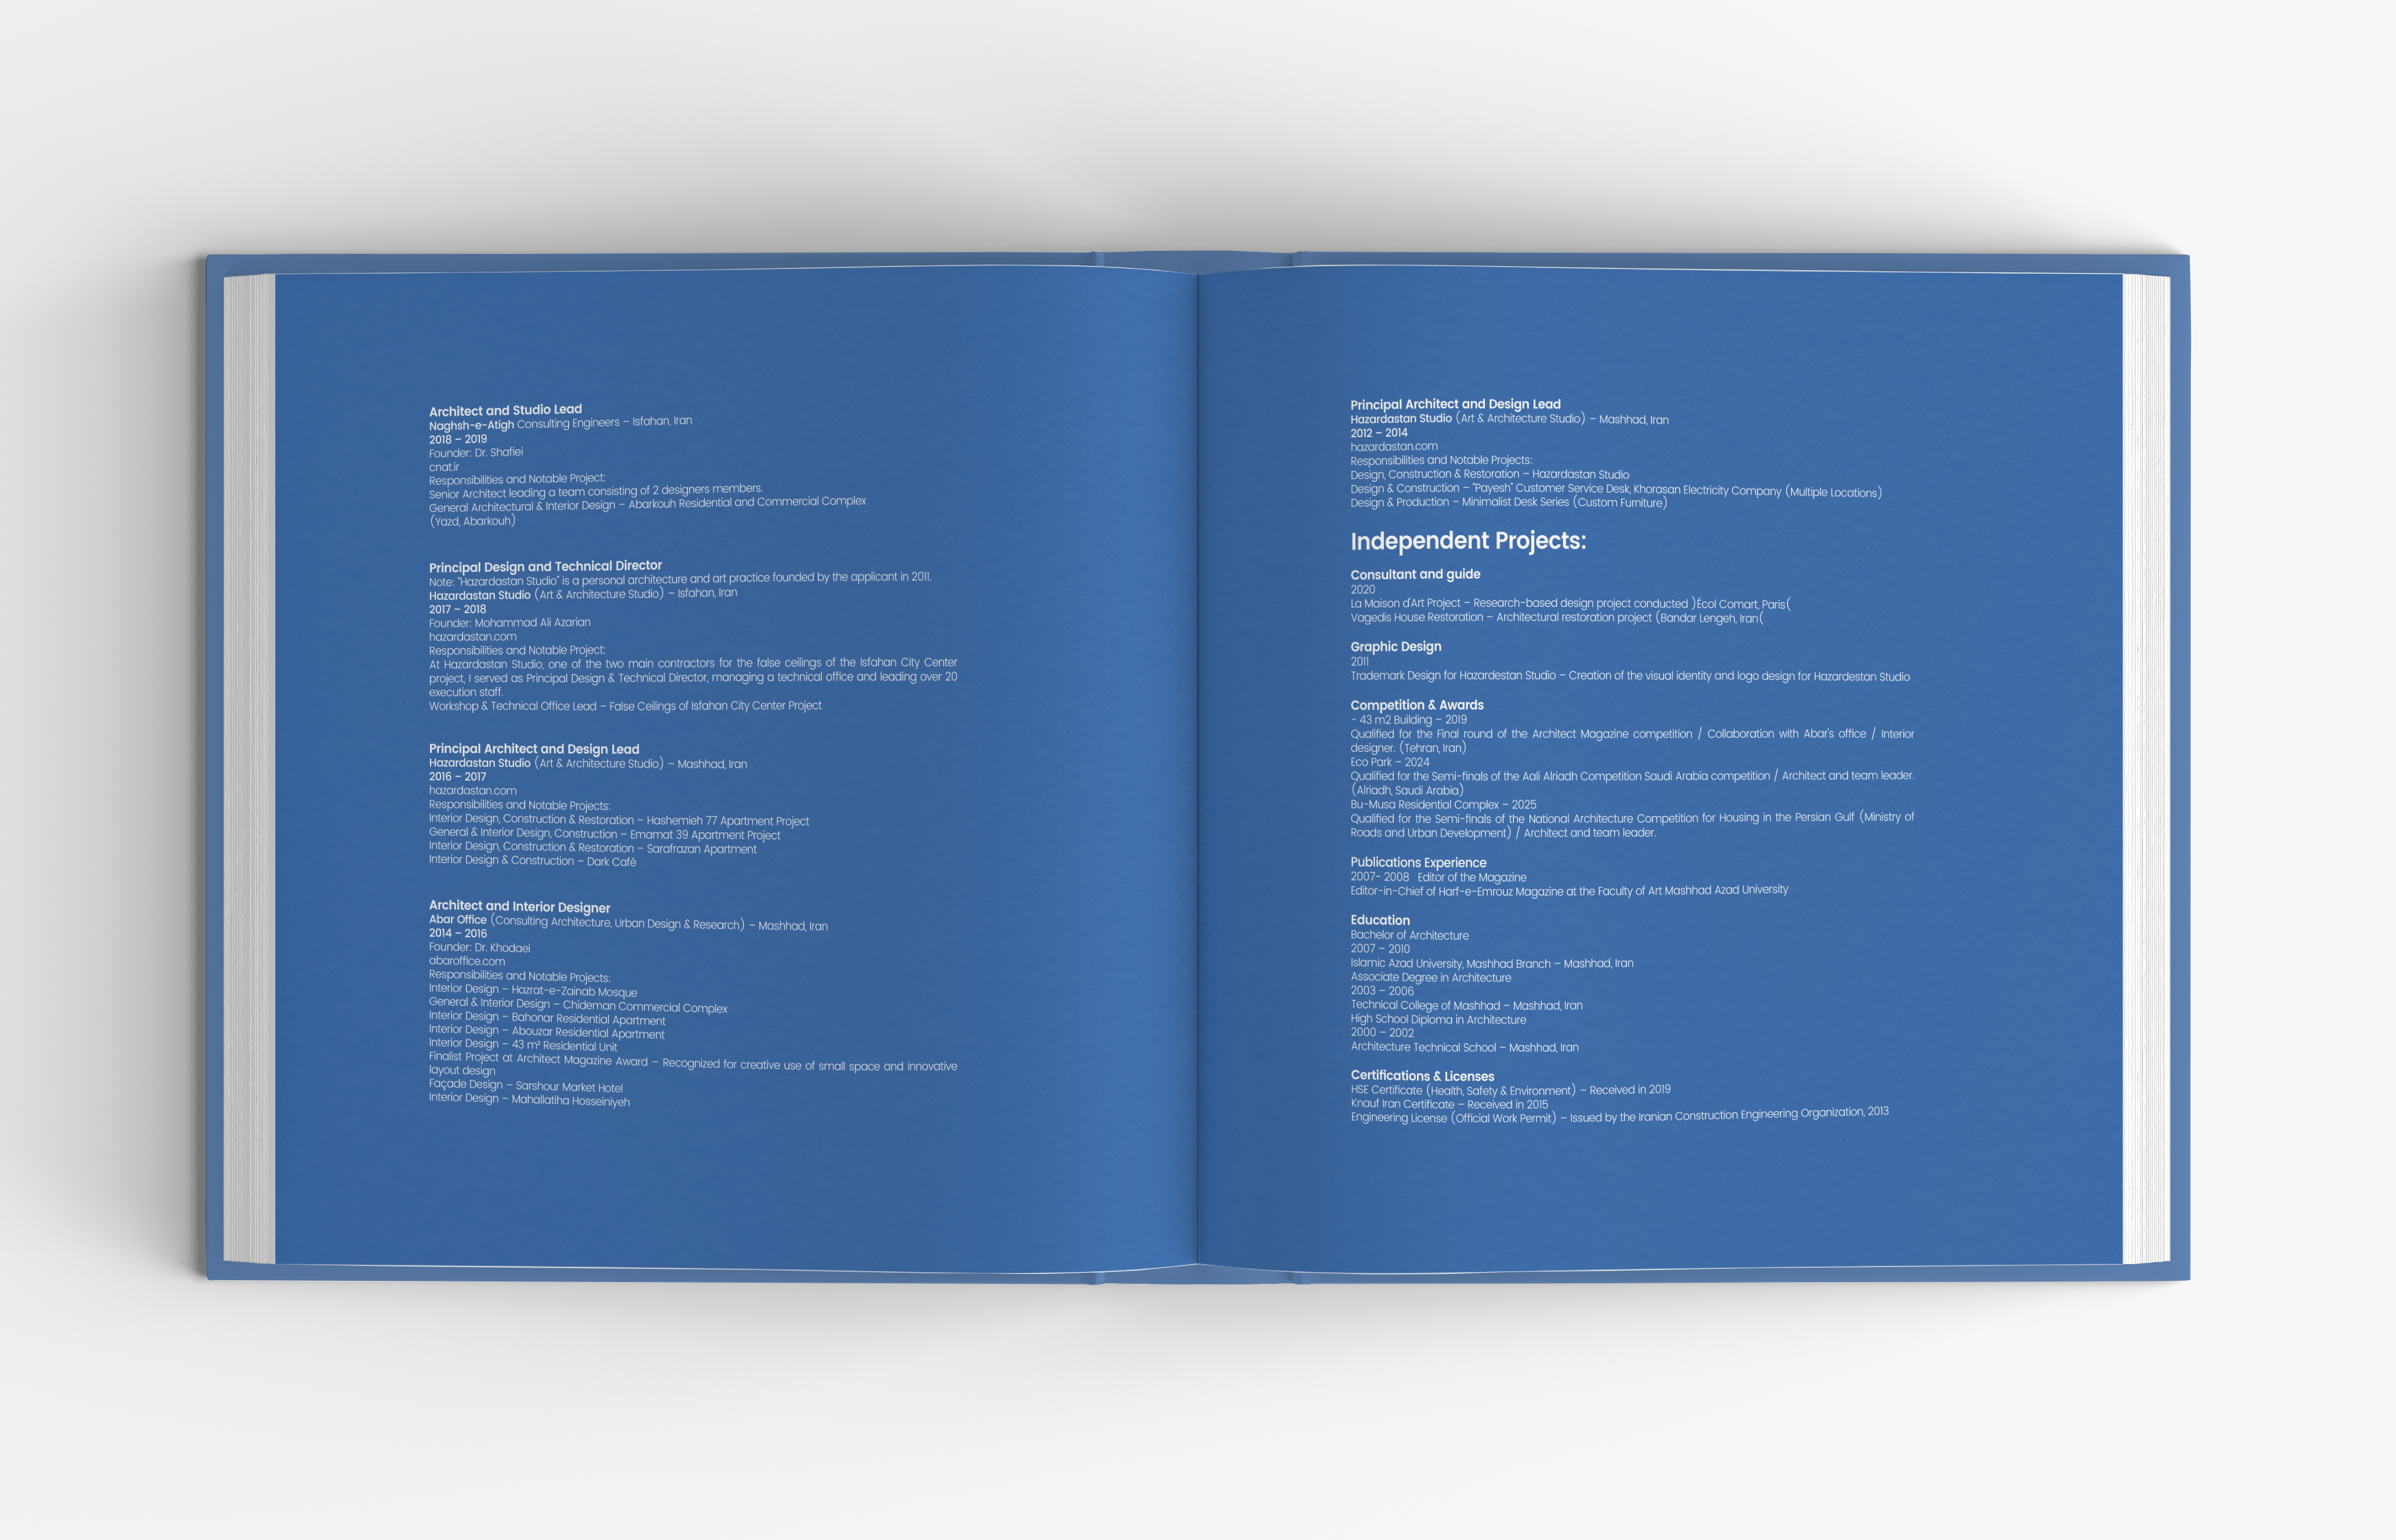 Architect and Studio Lead
Naghsh-e-Atigh Consulting Engineers – Isfahan, Iran
2018 – 2019
Founder: Dr. Shafiei
cnat.ir
Responsibilities and Notable Project:
Senior Architect leading a team consisting of 2 designers members.
General Architectural & Interior Design – Abarkouh Residential and Commercial Complex
(Yazd, Abarkouh)
Principal Design and Technical Director
Note: "Hazardastan Studio" is a personal architecture and art practice founded by the applicant in 2011.
Hazardastan Studio (Art & Architecture Studio) – Isfahan, Iran
2017 – 2018
Founder: Mohammad Ali Azarian
hazardastan.com
Responsibilities and Notable Project:
At Hazardastan Studio, one of the two main contractors for the false ceilings of the Isfahan City Center
project, I served as Principal Design & Technical Director, managing a technical office and leading over 20
execution staff.
Workshop & Technical Office Lead – False Ceilings of Isfahan City Center Project
Principal Architect and Design Lead
Hazardastan Studio (Art & Architecture Studio) – Mashhad, Iran
2016 – 2017
hazardastan.com
Responsibilities and Notable Projects:
Interior Design, Construction & Restoration – Hashemieh 77 Apartment Project
General & Interior Design, Construction – Emamat 39 Apartment Project
Interior Design, Construction & Restoration – Sarafrazan Apartment
Interior Design & Construction – Dark Café
Architect and Interior Designer
Abar Office (Consulting Architecture, Urban Design & Research) – Mashhad, Iran
2014 – 2016
Founder: Dr. Khodaei
abaroffice.com
Responsibilities and Notable Projects:
Interior Design – Hazrat-e-Zainab Mosque
General & Interior Design – Chideman Commercial Complex
Interior Design – Bahonar Residential Apartment
Interior Design – Abouzar Residential Apartment
Interior Design – 43 m² Residential Unit
Finalist Project at Architect Magazine Award – Recognized for creative use of small space and innovative
layout design
Façade Design – Sarshour Market Hotel
Interior Design – Mahallatiha Hosseiniyeh
Principal Architect and Design Lead
Hazardastan Studio (Art & Architecture Studio) – Mashhad, Iran
2012 – 2014
hazardastan.com
Responsibilities and Notable Projects:
Design, Construction & Restoration – Hazardastan Studio
Design & Construction – "Payesh" Customer Service Desk, Khorasan Electricity Company (Multiple Locations)
Design & Production – Minimalist Desk Series (Custom Furniture)
Independent Projects:
Consultant and guide
2020
La Maison d'Art Project – Research-based design project conducted )Écol Comart, Paris(
Vagedis House Restoration – Architectural restoration project (Bandar Lengeh, Iran(
Graphic Design
2011
Trademark Design for Hazardestan Studio – Creation of the visual identity and logo design for Hazardestan Studio
Competition & Awards
- 43 m2 Building – 2019
Qualified for the Final round of the Architect Magazine competition / Collaboration with Abar's office / Interior
designer. (Tehran, Iran)
Eco Park – 2024
Qualified for the Semi-finals of the Aali Alriadh Competition Saudi Arabia competition / Architect and team leader.
(Alriadh, Saudi Arabia)
Bu-Musa Residential Complex – 2025
Qualified for the Semi-finals of the National Architecture Competition for Housing in the Persian Gulf (Ministry of
Roads and Urban Development) / Architect and team leader.
Publications Experience
2007- 2008 Editor of the Magazine
Editor-in-Chief of Harf-e-Emrouz Magazine at the Faculty of Art Mashhad Azad University
Education
Bachelor of Architecture
2007 – 2010
Islamic Azad University, Mashhad Branch – Mashhad, Iran
Associate Degree in Architecture
2003 – 2006
Technical College of Mashhad – Mashhad, Iran
High School Diploma in Architecture
2000 – 2002
Architecture Technical School – Mashhad, Iran
Certifications & Licenses
HSE Certificate (Health, Safety & Environment) – Received in 2019
Knauf Iran Certificate – Received in 2015
Engineering License (Official Work Permit) – Issued by the Iranian Construction Engineering Organization, 2013